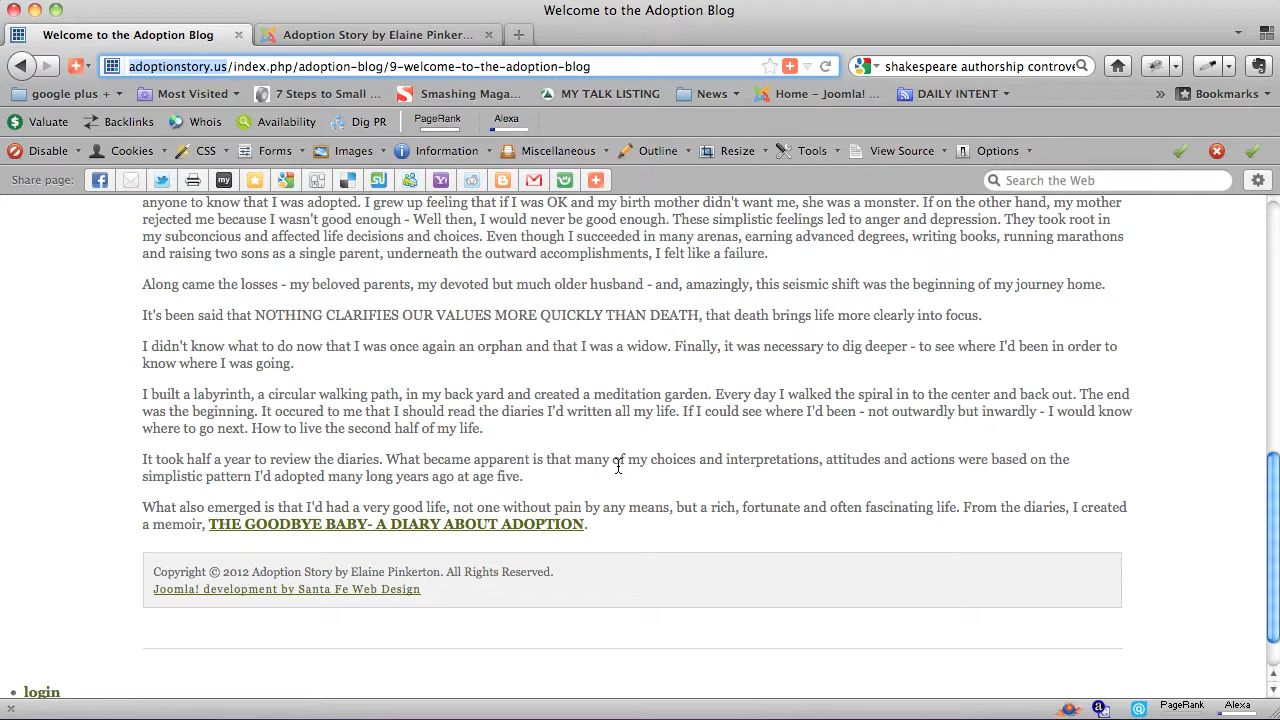 Welcome to the Adoption Blog
Welcome to the Adoption Blog
Adoption Story by Elaine Pinker...
adoptionstory.us/index.php/adoption-blog/9-welcome-to-the-adoption-blog
shakespeare authorship controve
google plus +
Most Visited
7 Steps to Small ...
Smashing Maga...
MY TALK LISTING
News
Home - Joomla! ...
DAILY INTENT
»
Bookmarks
Valuate
Backlinks
Whois
Availability
Dig PR
PageRank
Alexa
Disable
Cookies
CSS
Forms
Images
Information
Miscellaneous
Outline
Resize
Tools
View Source
Options
Share page:
my
Search the Web
anyone to know that I was adopted. I grew up feeling that if I was OK and my birth mother didn't want me, she was a monster. If on the other hand, my mother
rejected me because I wasn't good enough - Well then, I would never be good enough. These simplistic feelings led to anger and depression. They took root in
my subconcious and affected life decisions and choices. Even though I succeeded in many arenas, earning advanced degrees, writing books, running marathons
and raising two sons as a single parent, underneath the outward accomplishments, I felt like a failure.
Along came the losses - my beloved parents, my devoted but much older husband - and, amazingly, this seismic shift was the beginning of my journey home.
It's been said that NOTHING CLARIFIES OUR VALUES MORE QUICKLY THAN DEATH, that death brings life more clearly into focus.
I didn't know what to do now that I was once again an orphan and that I was a widow. Finally, it was necessary to dig deeper - to see where I'd been in order to
know where I was going.
I built a labyrinth, a circular walking path, in my back yard and created a meditation garden. Every day I walked the spiral in to the center and back out. The end
was the beginning. It occured to me that I should read the diaries I'd written all my life. If I could see where I'd been - not outwardly but inwardly - I would know
where to go next. How to live the second half of my life.
It took half a year to review the diaries. What became apparent is that many of my choices and interpretations, attitudes and actions were based on the
simplistic pattern I'd adopted many long years ago at age five.
What also emerged is that I'd had a very good life, not one without pain by any means, but a rich, fortunate and often fascinating life. From the diaries, I created
a memoir, THE GOODBYE BABY- A DIARY ABOUT ADOPTION.
Copyright © 2012 Adoption Story by Elaine Pinkerton. All Rights Reserved.
Joomla! development by Santa Fe Web Design
login
PageRank
Alexa